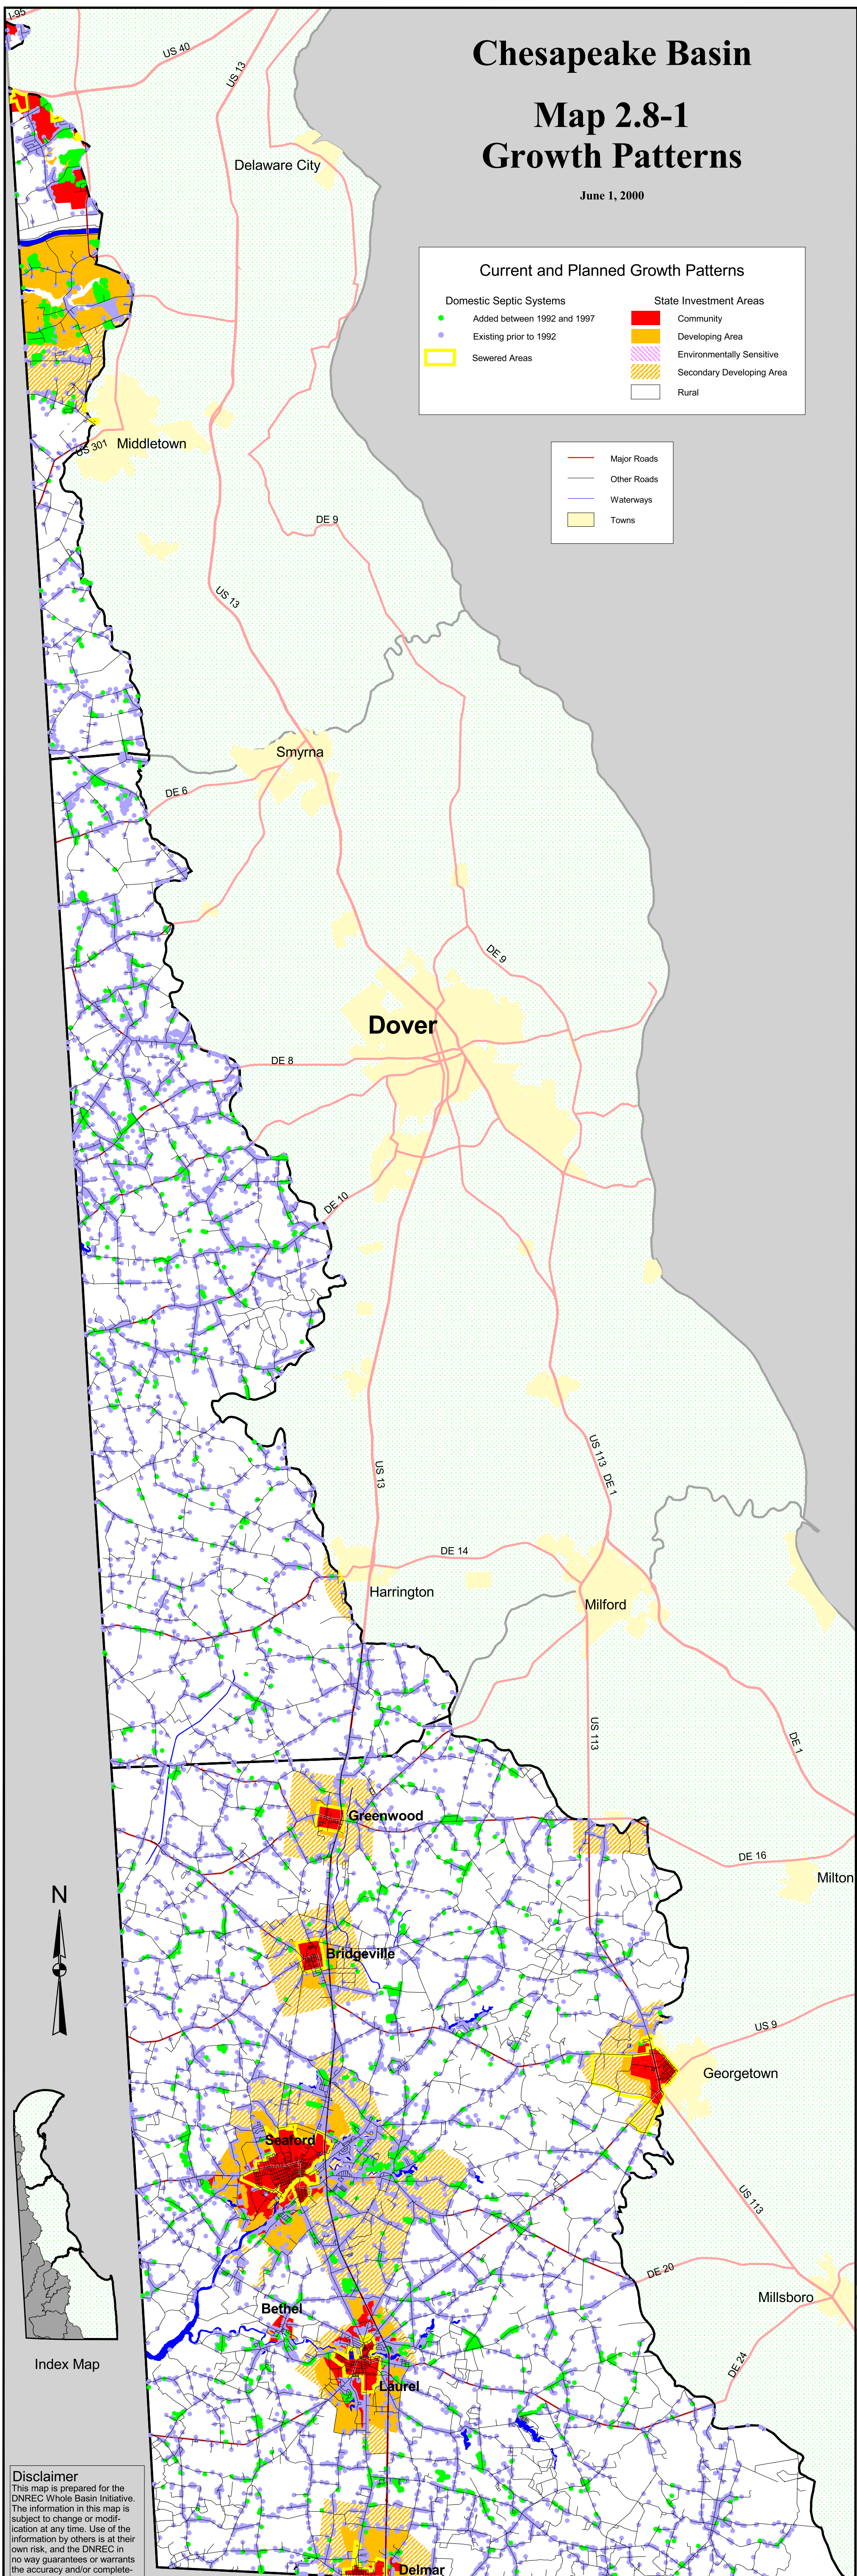 Chesapeake Basin
Map 2.8-1
Growth Patterns
June 1, 2000
Current and Planned Growth Patterns
Domestic Septic Systems
Added between 1992 and 1997
Existing prior to 1992
Sewered Areas
State Investment Areas
Community
Developing Area
Environmentally Sensitive
Secondary Developing Area
Rural
Major Roads
Other Roads
Waterways
Towns
I-95
US 40
US 13
Delaware City
US 301
Middletown
DE 9
US 13
Smyrna
DE 6
DE 9
Dover
DE 8
DE 10
US 13
US 113
DE 1
DE 14
Harrington
Milford
US 113
DE 1
Greenwood
DE 16
Milton
N
Bridgeville
US 9
Georgetown
Seaford
US 113
DE 20
Millsboro
Bethel
DE 24
Index Map
Laurel
Disclaimer
This map is prepared for the
DNREC Whole Basin Initiative.
The information in this map is
subject to change or modif-
ication at any time. Use of the
information by others is at their
own risk, and the DNREC in
no way guarantees or warrants
the accuracy and/or complete-
Delmar